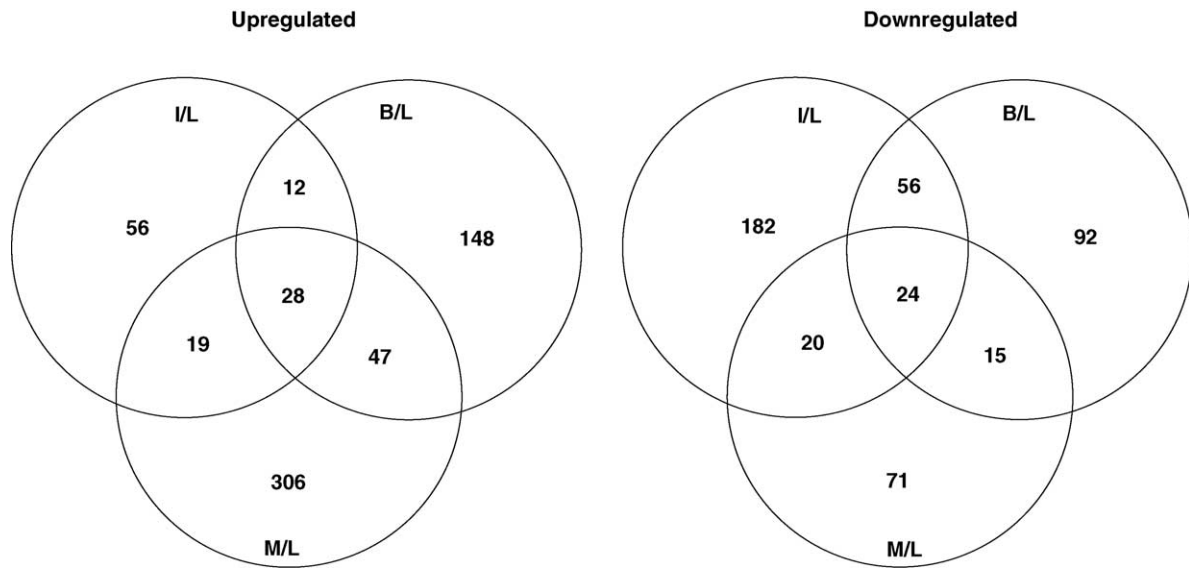 Upregulated
I/L
B/L
12
56
148
28
19
47
306
M/L
Downregulated
I/L
B/L
56
182
92
24
20
15
71
M/L